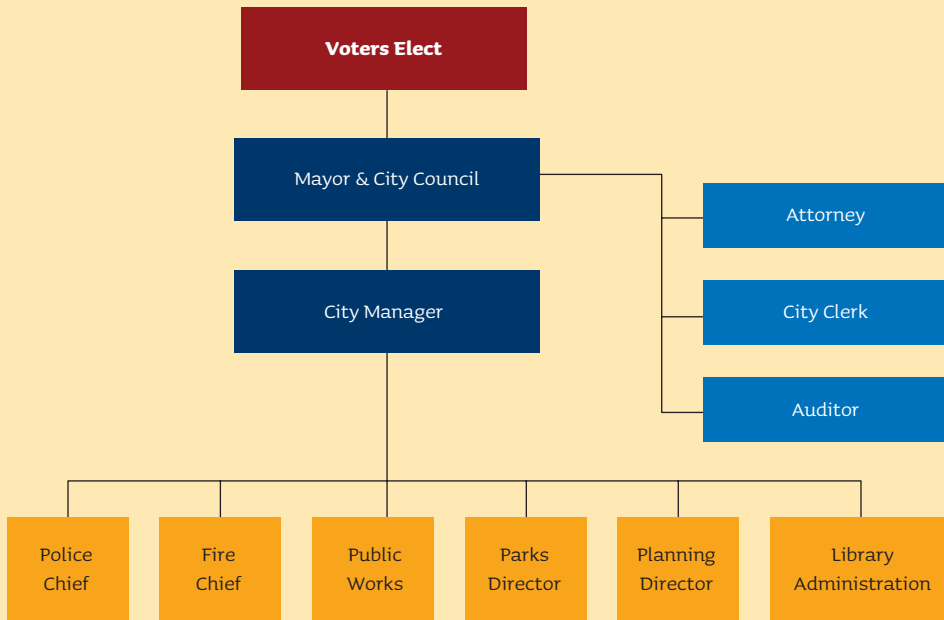 Voters Elect
Mayor & City Council
Attorney
City Clerk
City Manager
Auditor
Police
Chief
Fire
Chief
Public
Works
Parks
Director
Planning
Director
Library
Administration